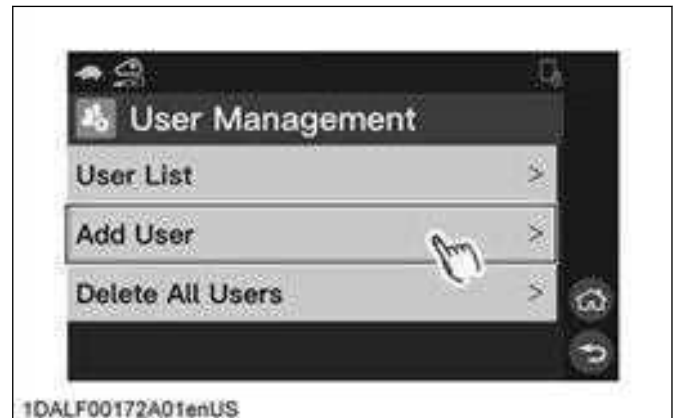 User Management
User List >
Add User >
Delete All Users >
1DALF00172A01enUS